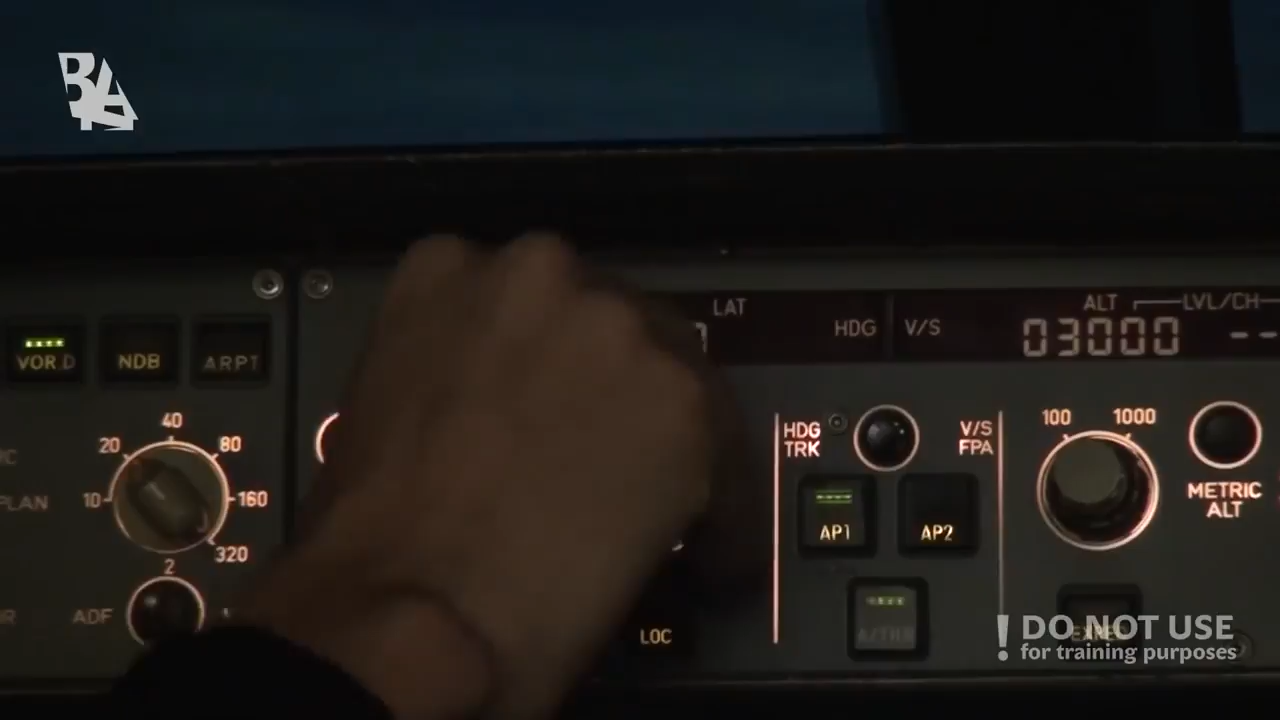 BAA
LAT
ALT
LVL/CH
HDG
V/S
03000
--
VOR.D
NDB
ARPT
40
20
80
10
160
320
PLAN
2
ADF
HDG
TRK
V/S
FPA
100
1000
METRIC
ALT
AP1
AP2
A/THR
LOC
! DO NOT USE
for training purposes